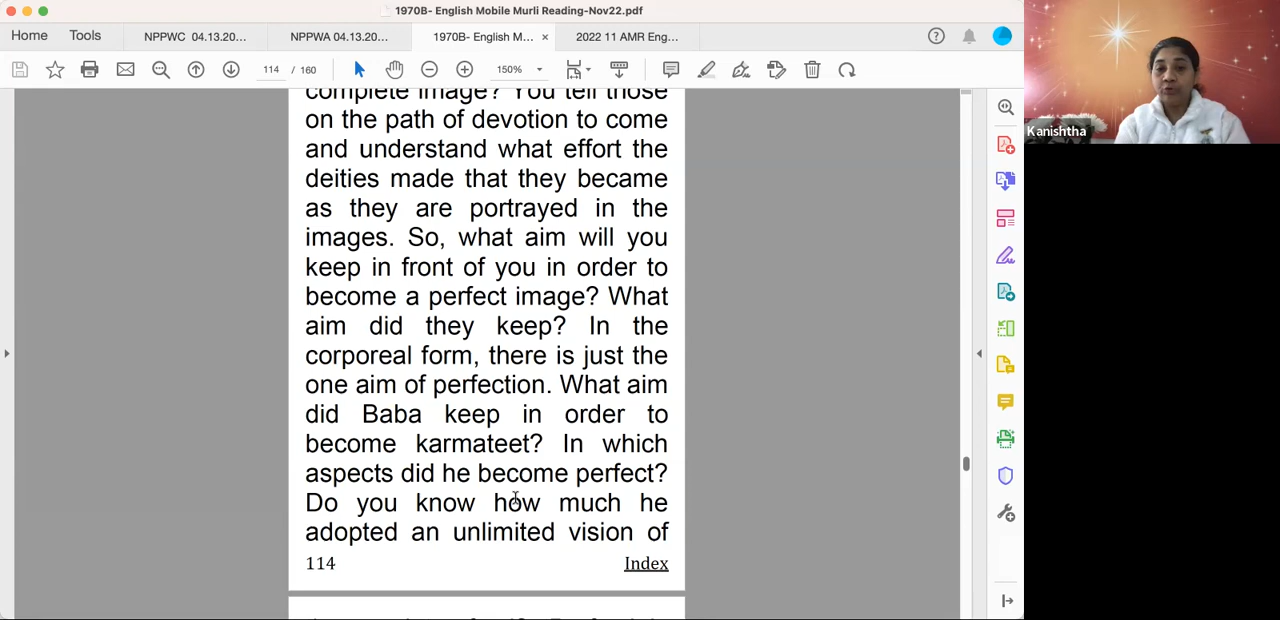 1970B- English Mobile Murli Reading-Nov22.pdf
Home Tools NPPWC 04.13.20... NPPWA 04.13.20... 1970B- English M... × 2022 11 AMR Eng...
114 / 160 150%
complete image? You tell those
on the path of devotion to come
and understand what effort the
deities made that they became
as they are portrayed in the
images. So, what aim will you
keep in front of you in order to
become a perfect image? What
aim did they keep? In the
corporeal form, there is just the
one aim of perfection. What aim
did Baba keep in order to
become karmateet? In which
aspects did he become perfect?
Do you know how much he
adopted an unlimited vision of
114 Index
Kanishtha